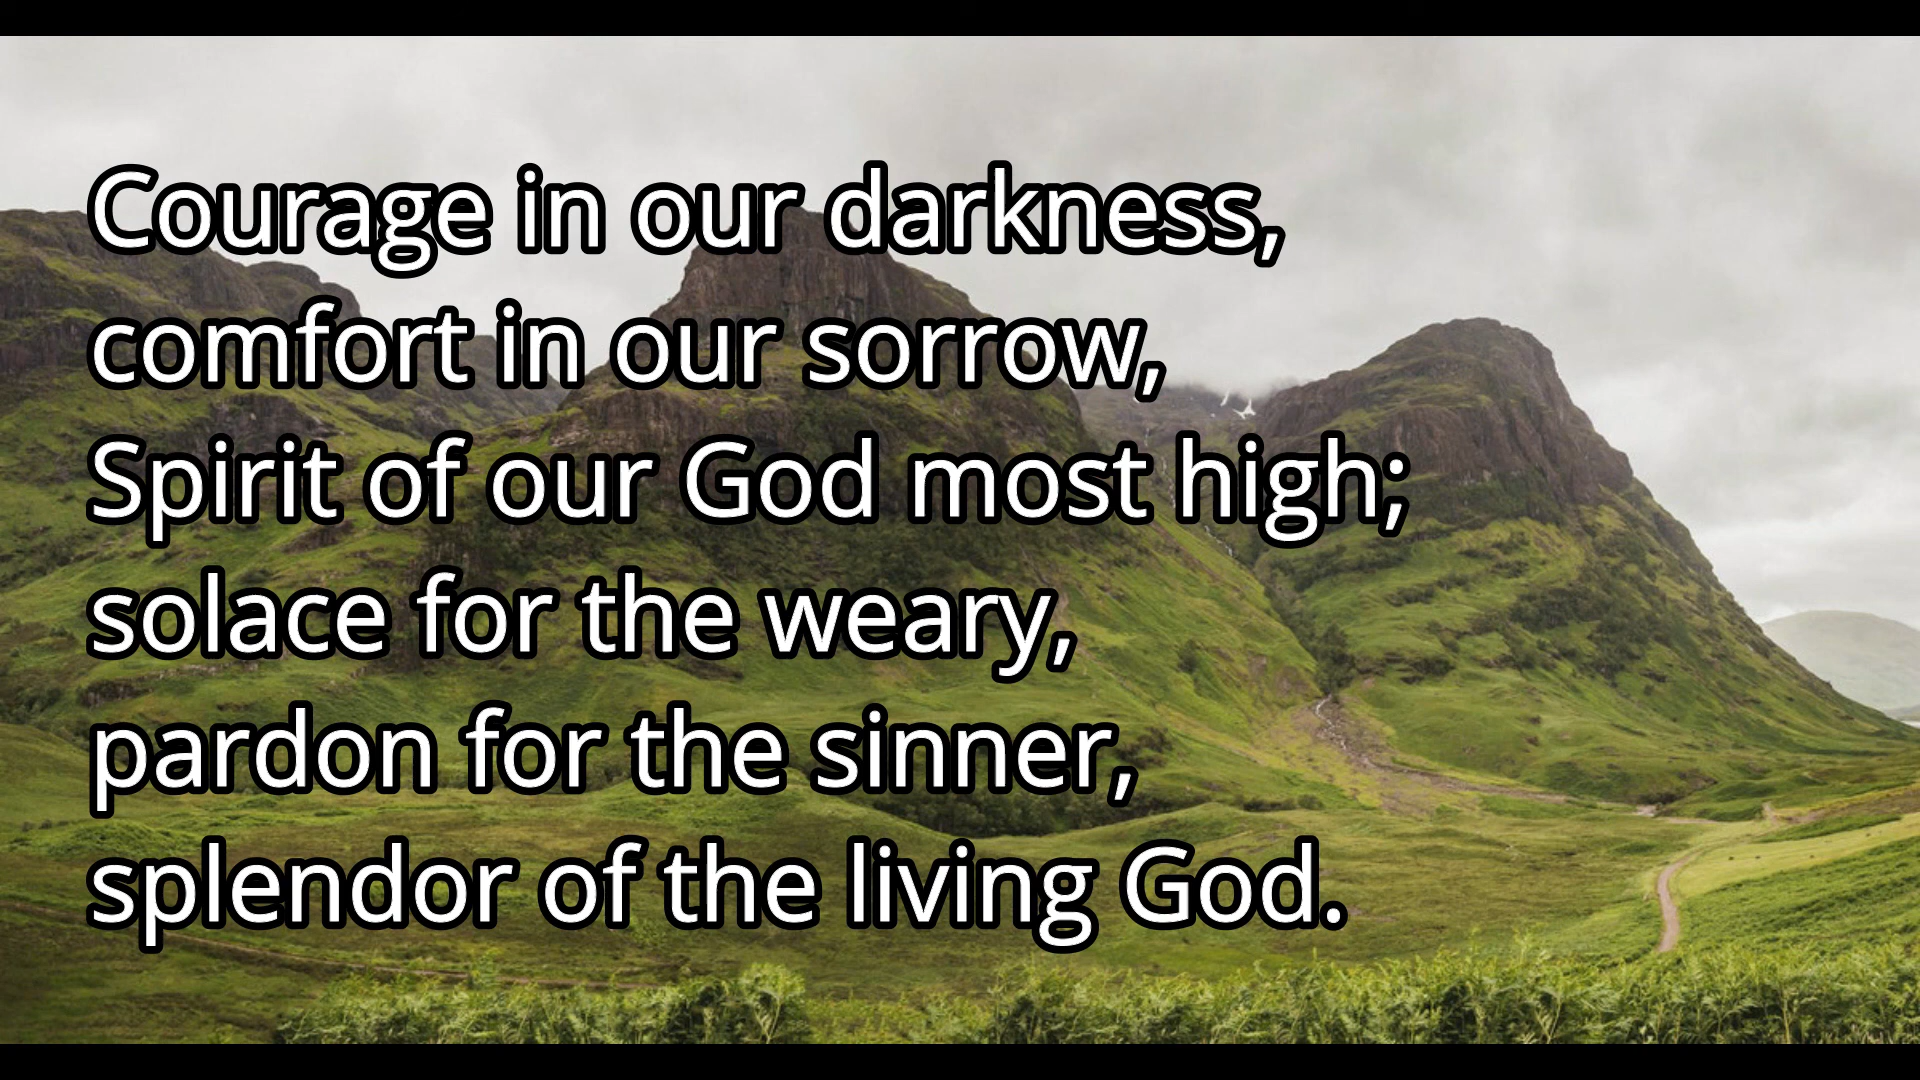 Courage in our darkness,
comfort in our sorrow,
Spirit of our God most high;
solace for the weary,
pardon for the sinner,
splendor of the living God.